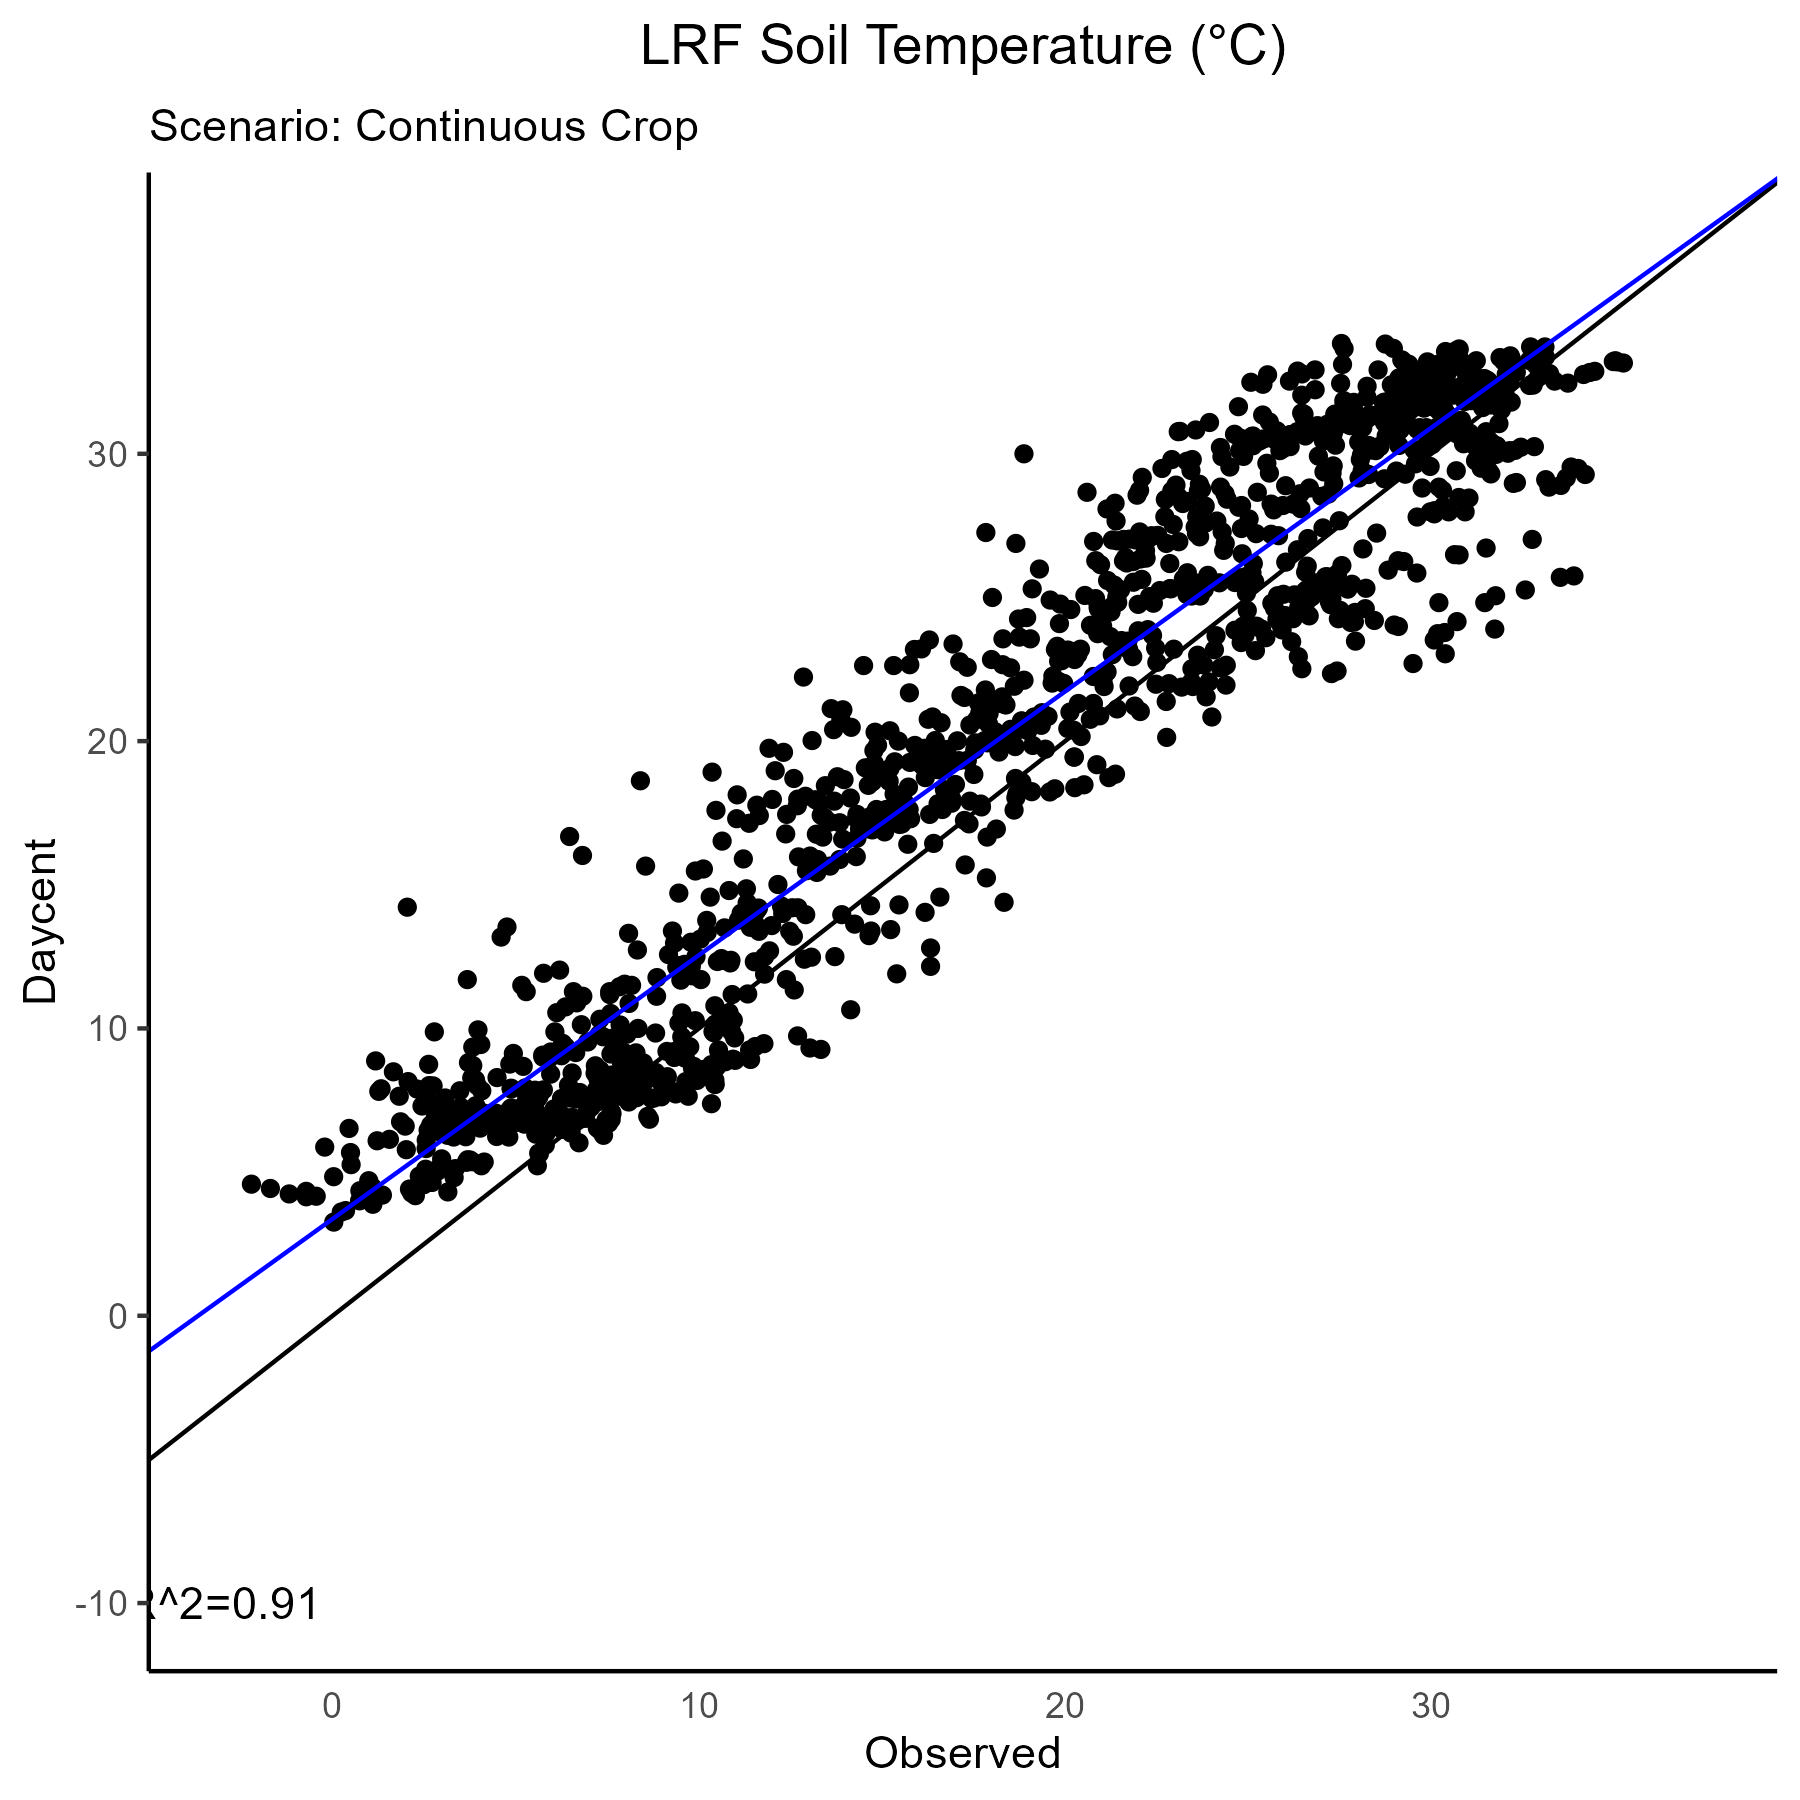 LRF Soil Temperature (°C)
Scenario: Continuous Crop
Daycent
30
20
10
0
-10
^2=0.91
0 10 20 30
Observed